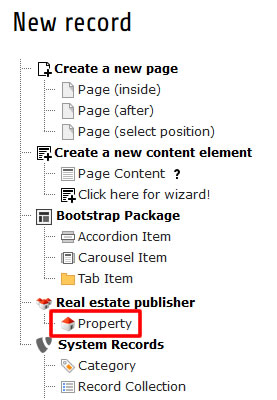 New record
Create a new page
Page (inside)
Page (after)
Page (select position)
Create a new content element
Page Content ?
Click here for wizard!
Bootstrap Package
Accordion Item
Carousel Item
Tab Item
Real estate publisher
Property
System Records
Category
Record Collection